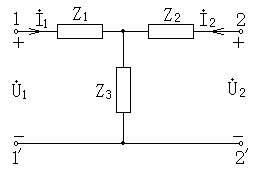 1 İ₁ Z₁ Z₂ İ₂ 2
+ +
U̇₁ Z₃ U̇₂
− −
1′ 2′